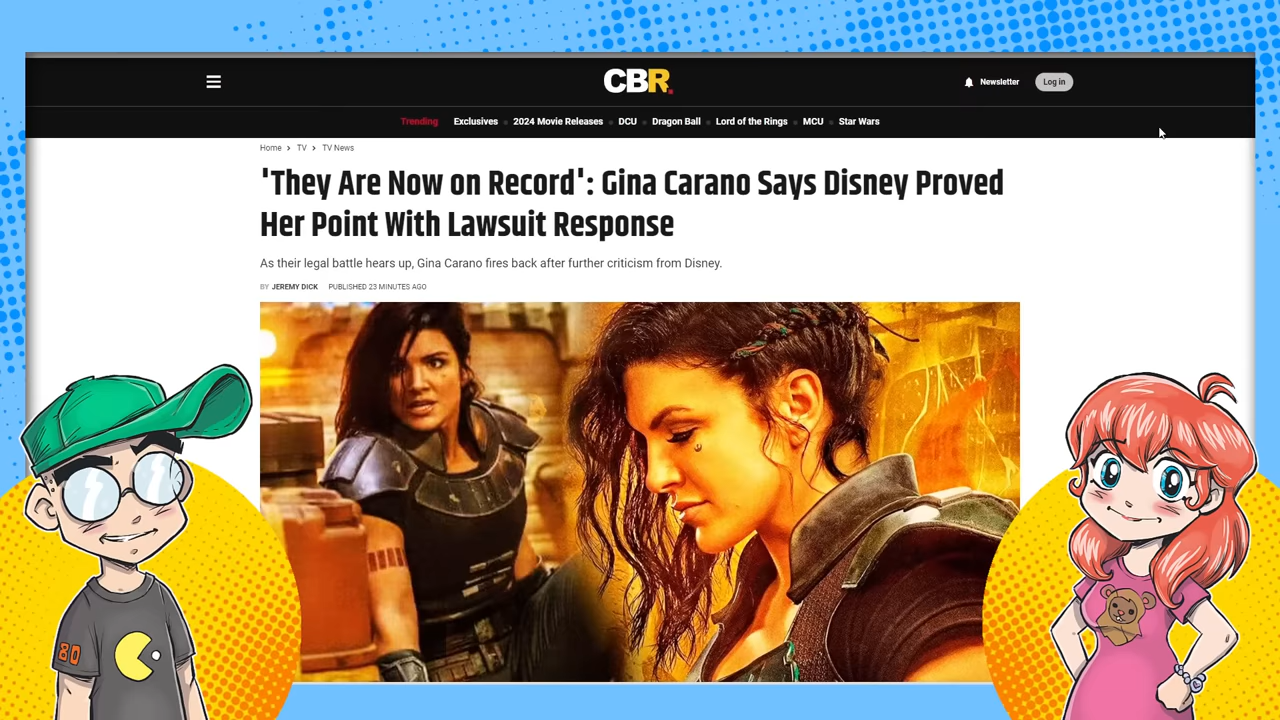 CBR.
Newsletter
Log in
Trending Exclusives 2024 Movie Releases DCU Dragon Ball Lord of the Rings MCU Star Wars
Home > TV > TV News
'They Are Now on Record': Gina Carano Says Disney Proved
Her Point With Lawsuit Response
As their legal battle hears up, Gina Carano fires back after further criticism from Disney.
BY JEREMY DICK PUBLISHED 23 MINUTES AGO
80